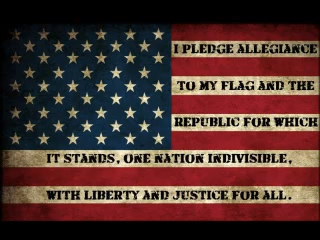 I PLEDGE ALLEGIANCE
TO MY FLAG AND THE
REPUBLIC FOR WHICH
IT STANDS, ONE NATION INDIVISIBLE,
WITH LIBERTY AND JUSTICE FOR ALL.